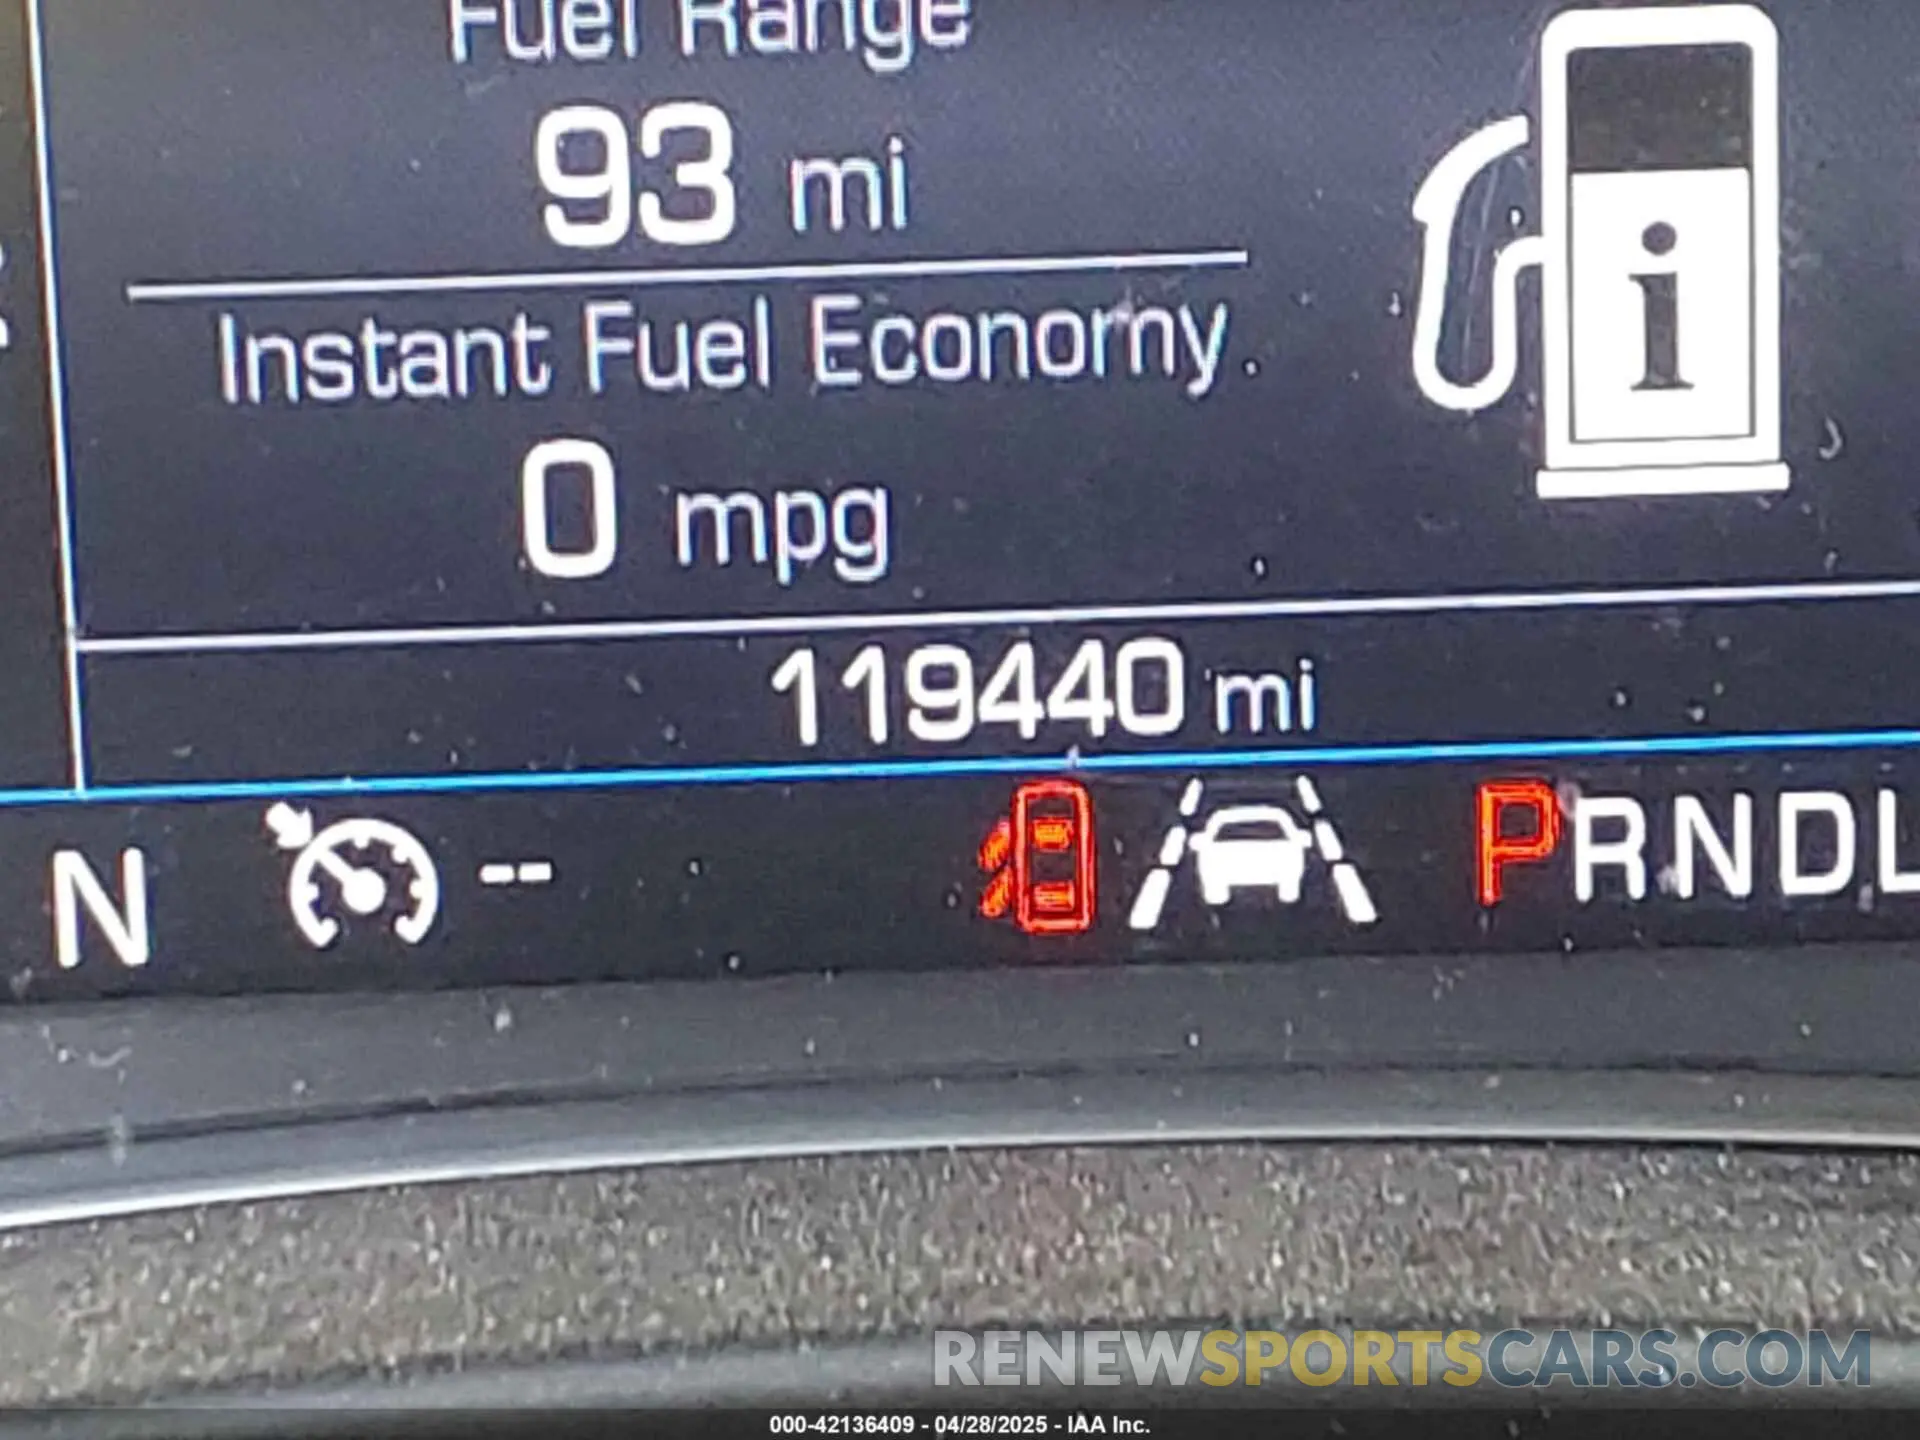 Fuel Range
93 mi
Instant Fuel Economy
0 mpg
i
119440 mi
N -- PRNDL
RENEWSPORTSCARS.COM
000-42136409 - 04/28/2025 - IAA Inc.